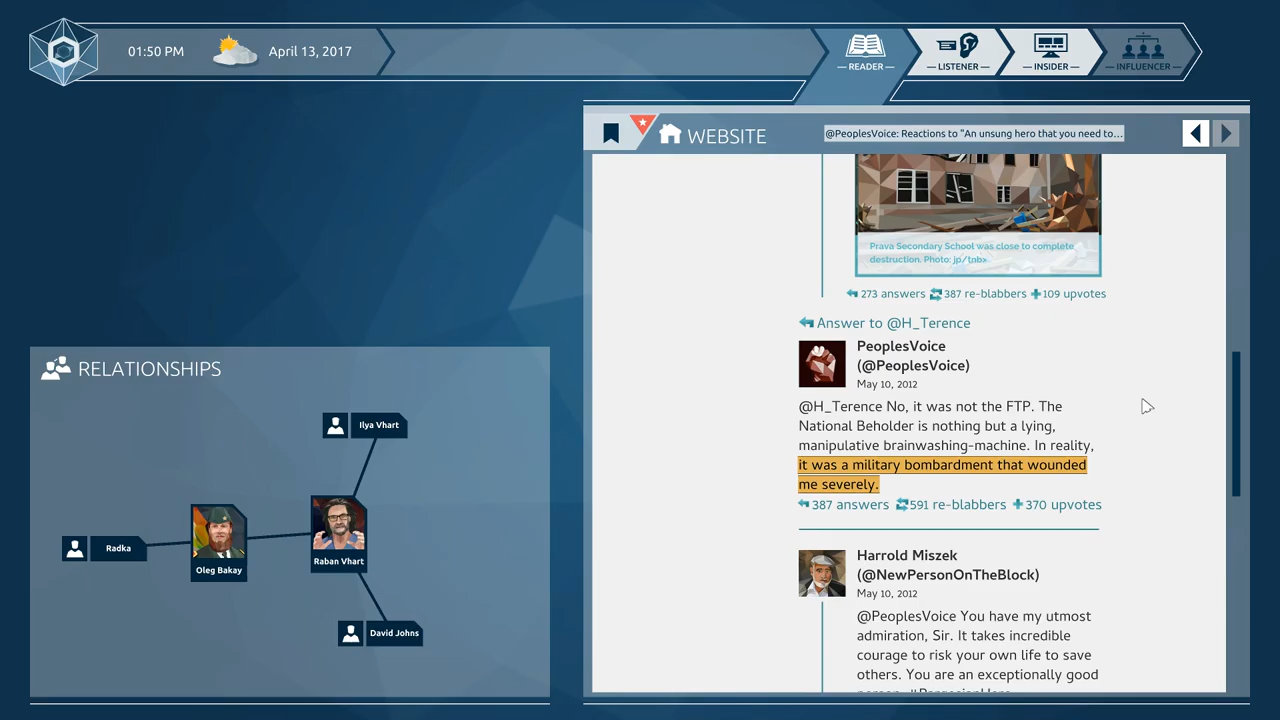 01:50 PM
April 13, 2017
READER
LISTENER
INSIDER
INFLUENCER
WEBSITE
@PeoplesVoice: Reactions to "An unsung hero that you need to...
Prava Secondary School was close to complete
destruction. Photo: jp/tnb>
273 answers 387 re-blabbers 109 upvotes
Answer to @H_Terence
PeoplesVoice
(@PeoplesVoice)
May 10, 2012
@H_Terence No, it was not the FTP. The
National Beholder is nothing but a lying,
manipulative brainwashing-machine. In reality,
it was a military bombardment that wounded
me severely.
387 answers 591 re-blabbers 370 upvotes
Harrold Miszek
(@NewPersonOnTheBlock)
May 10, 2012
@PeoplesVoice You have my utmost
admiration, Sir. It takes incredible
courage to risk your own life to save
others. You are an exceptionally good
RELATIONSHIPS
Ilya Vhart
Radka
Oleg Bakay
Raban Vhart
David Johns